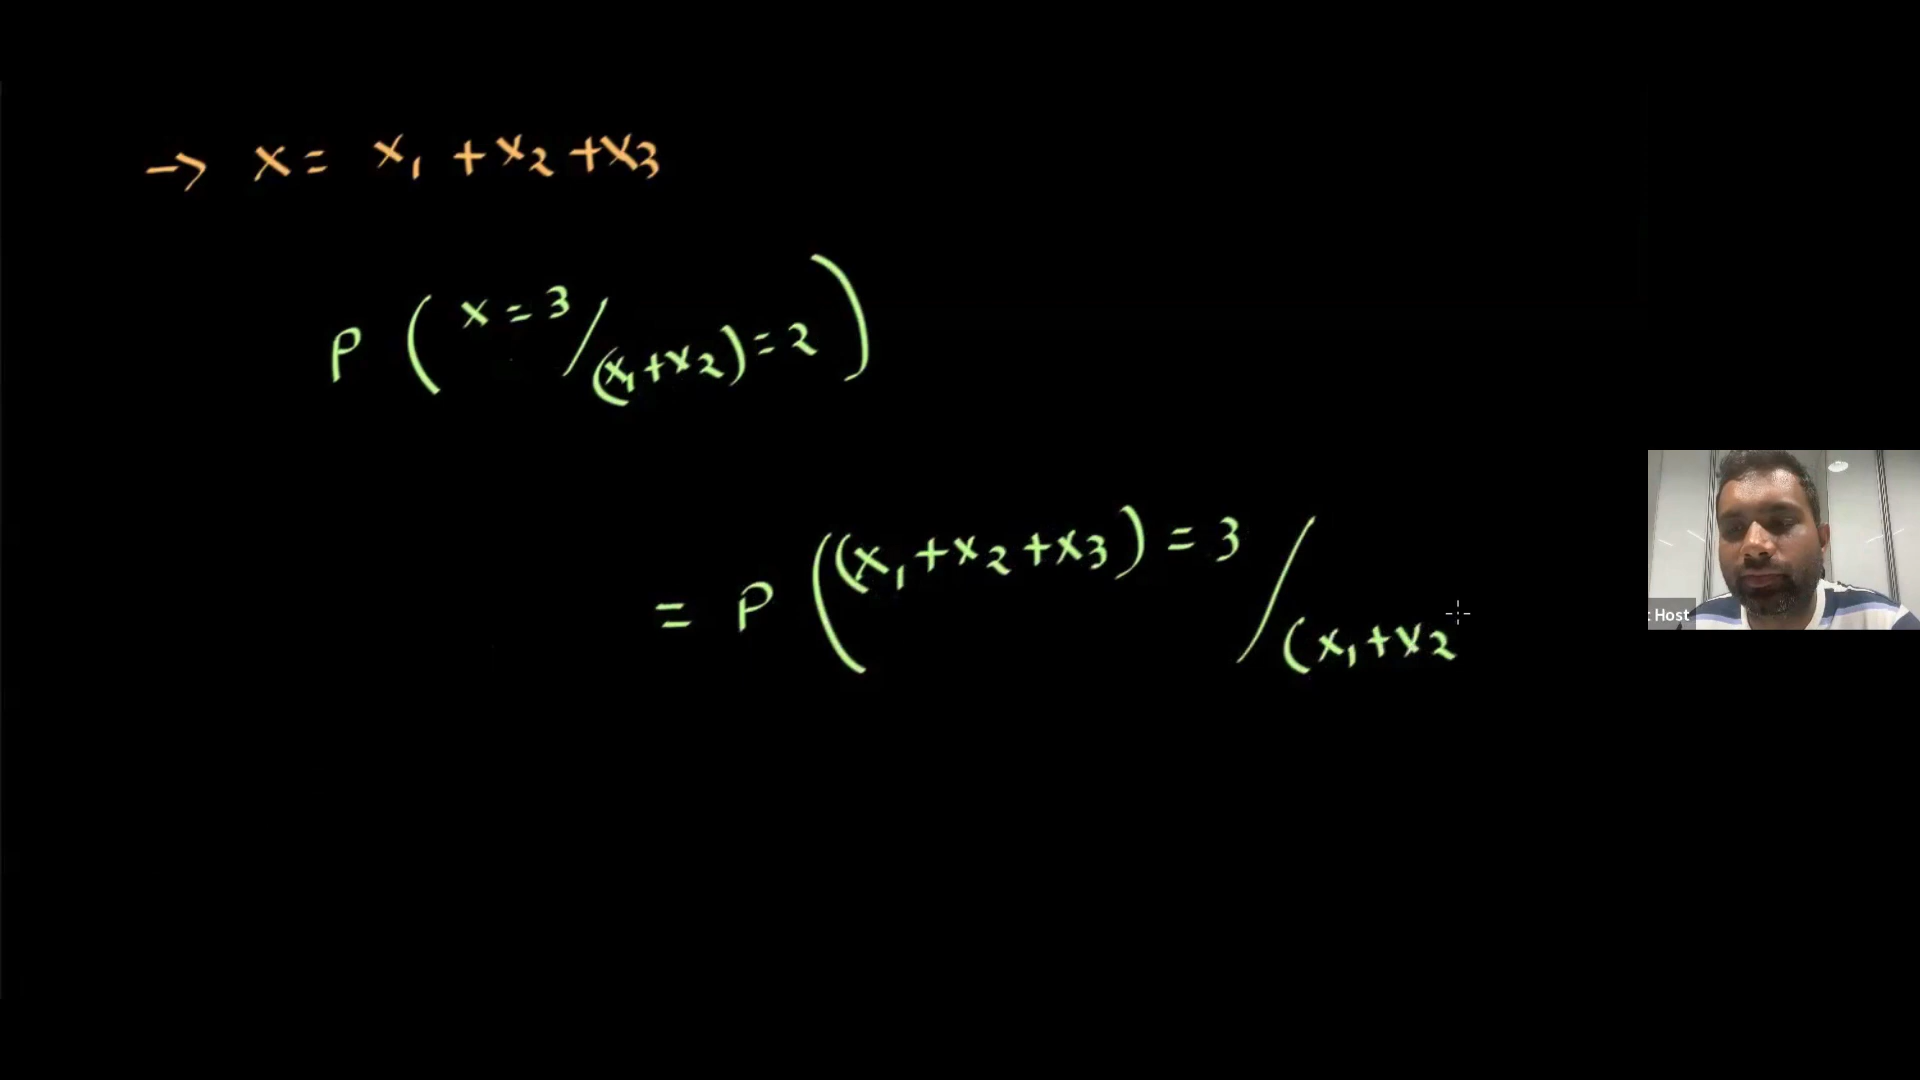 → x = x₁ + x₂ + x₃
P ( x = 3 / (x₁ + x₂) = 2 )
= P ( (x₁ + x₂ + x₃) = 3 / (x₁ + x₂
Host